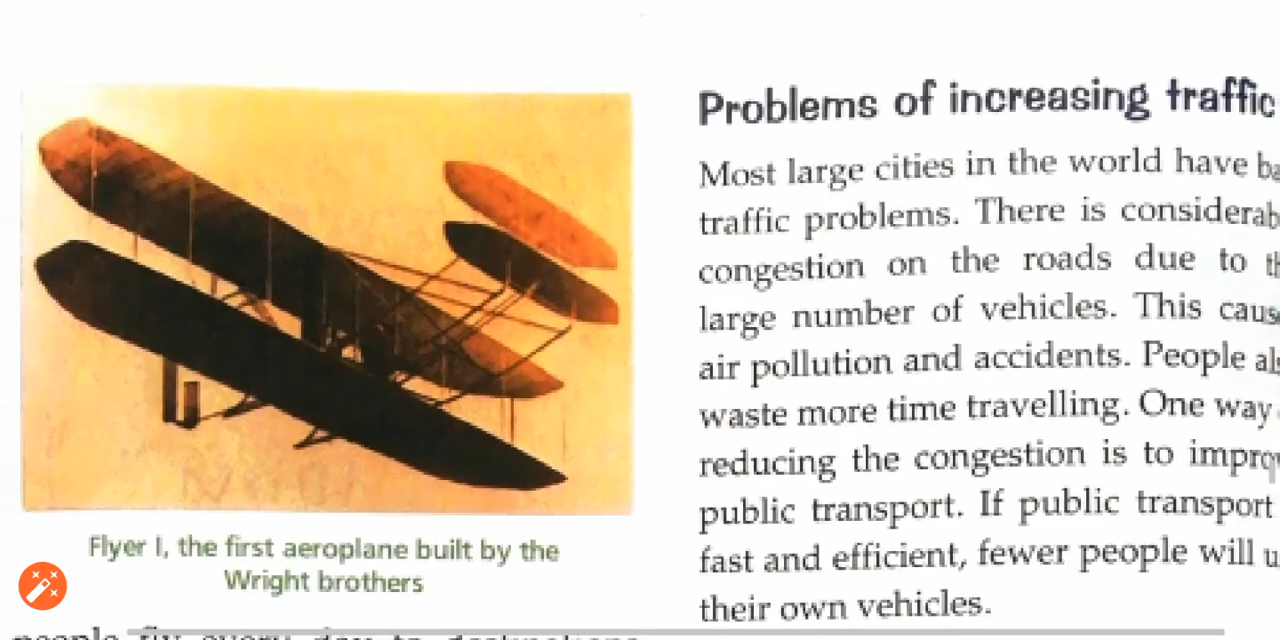 Flyer I, the first aeroplane built by the
Wright brothers
Problems of increasing traffic
Most large cities in the world have
traffic problems. There is
congestion on the roads due to
large number of vehicles. This
air pollution and accidents. People
waste more time travelling. One way
reducing the congestion is to
public transport. If public transport
fast and efficient, fewer people will
their own vehicles.